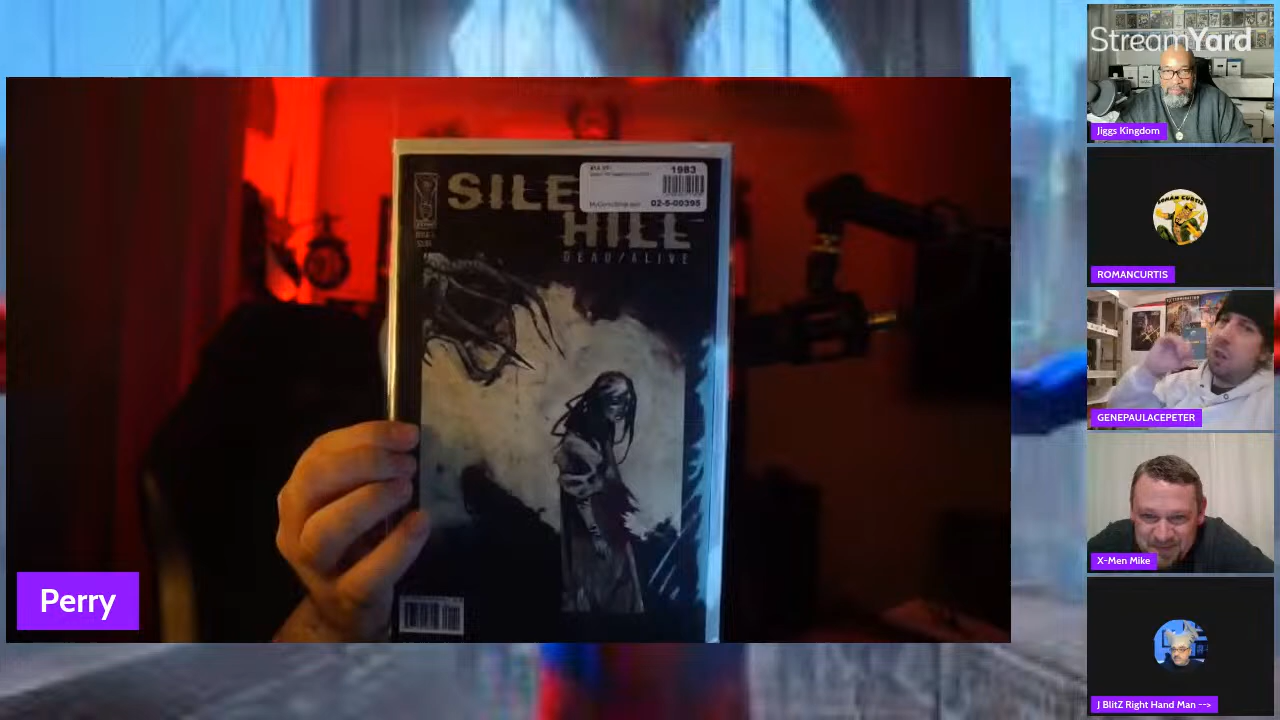 StreamYard
Jiggs Kingdom
1983
SILE
02-5-00395
HILL
DEAD/ALIVE
ROMANCURTIS
GENEPAULACEPETER
X-Men Mike
Perry
J BlitZ Right Hand Man -->